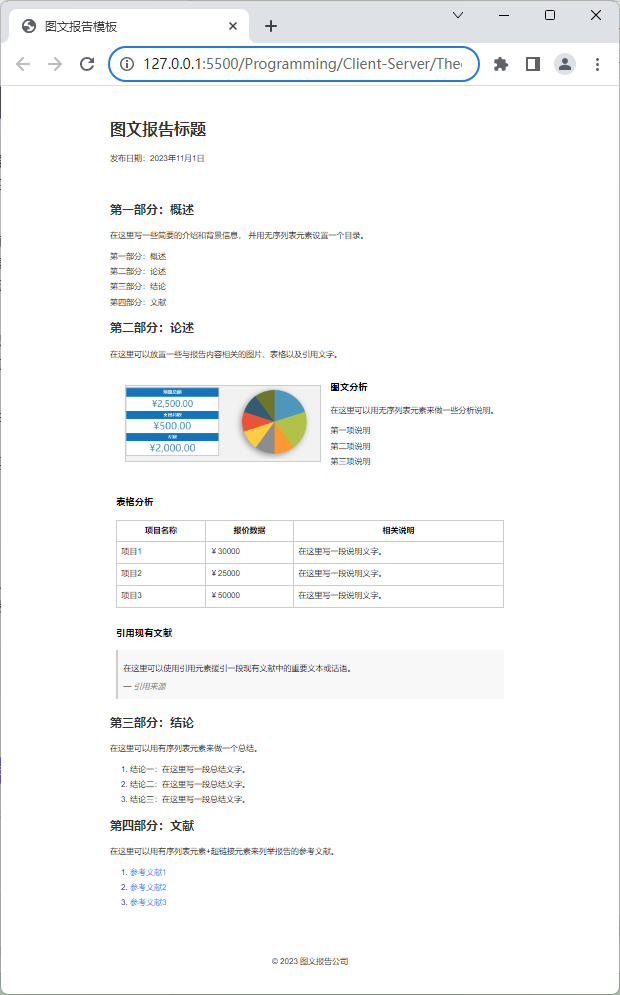 图文报告模板
127.0.0.1:5500/Programming/Client-Server/Theo
图文报告标题
发布日期：2023年11月1日
第一部分：概述
在这里写一些简要的介绍和背景信息， 并用无序列表元素设置一个目录。
第一部分：概述
第二部分：论述
第三部分：结论
第四部分：文献
第二部分：论述
在这里可以放置一些与报告内容相关的图片、表格以及引用文字。
¥2,500.00
¥500.00
¥2,000.00
图文分析
在这里可以用无序列表元素来做一些分析说明。
第一项说明
第二项说明
第三项说明
表格分析
项目名称 报价数据 相关说明
项目1 ¥ 30000 在这里写一段说明文字。
项目2 ¥ 25000 在这里写一段说明文字。
项目3 ¥ 50000 在这里写一段说明文字。
引用现有文献
在这里可以使用引用元素援引一段现有文献中的重要文本或话语。
— 引用来源
第三部分：结论
在这里可以用有序列表元素来做一个总结。
1. 结论一：在这里写一段总结文字。
2. 结论二：在这里写一段总结文字。
3. 结论三：在这里写一段总结文字。
第四部分：文献
在这里可以用有序列表元素+超链接元素来列举报告的参考文献。
1. 参考文献1
2. 参考文献2
3. 参考文献3
© 2023 图文报告公司